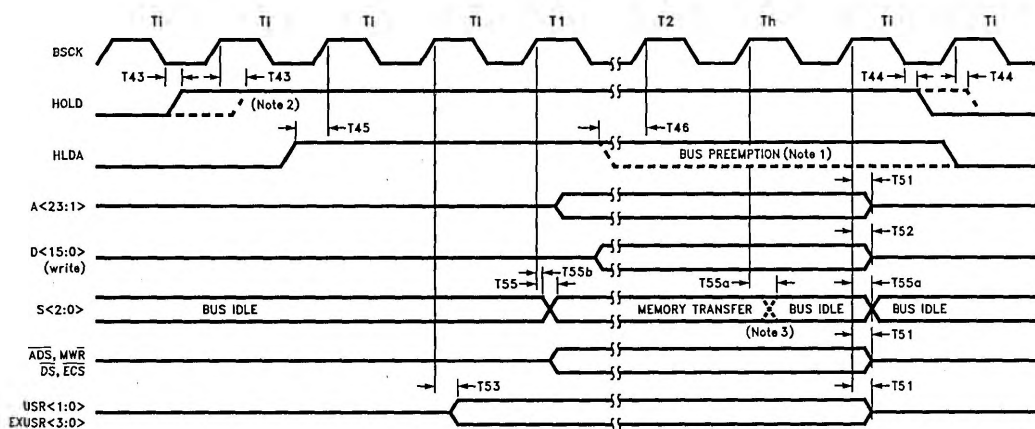 Ti Ti Ti Ti T1 T2 Th Ti Ti
BSCK
T43 T43 T44 T44
HOLD (Note 2)
T45 T46
HLDA BUS PREEMPTION (Note 1)
T51
A<23:1>
T52
D<15:0>
(write)
T55 T55b T55a T55a
S<2:0> BUS IDLE MEMORY TRANSFER BUS IDLE BUS IDLE
(Note 3) T51
ADS, MWR
DS, ECS
T53 T51
USR<1:0>
EXUSR<3:0>